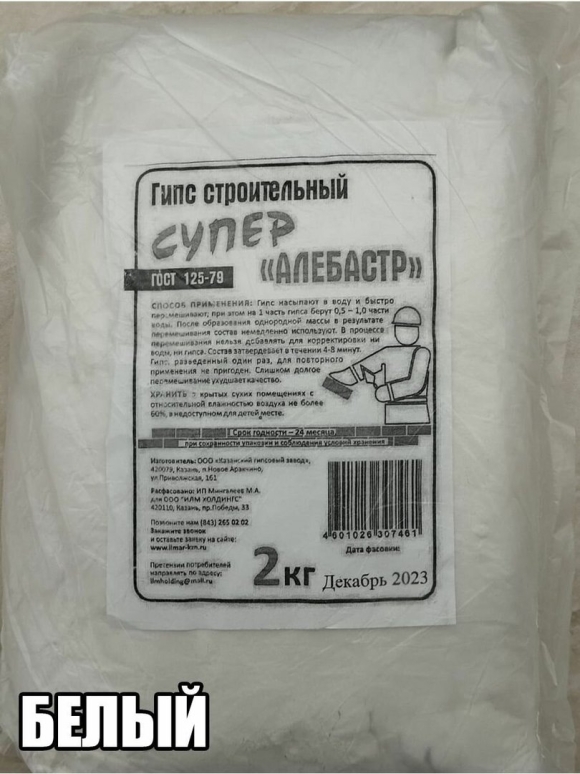 Гипс строительный
СУПЕР
«АЛЕБАСТР»
ГОСТ 125-79
СПОСОБ ПРИМЕНЕНИЯ: Гипс насыпают в воду и быстро
перемешивают, при этом на 1 часть гипса берут 0,5 – 1,0 части
воды. После образования однородной массы в результате
перемешивания состав немедленно используют. В процессе
перемешивания нельзя добавлять для корректировки ни
воды, ни гипса. Состав затвердевает в течении 4-8 минут.
Гипс, разведенный один раз, для повторного
применения не пригоден. Слишком долгое
перемешивание ухудшает качество.
ХРАНИТЬ в крытых сухих помещениях с
относительной влажностью воздуха не более
60%, в недоступном для детей месте.
Срок годности – 24 месяца
при сохранности упаковки и соблюдении условий хранения
Изготовитель: ООО «Казанский гипсовый завод»,
420079, Казань, п.Новое Аракчино,
ул Приволжская, 161
Расфасовано: ИП Мингалеев М.А.
для ООО "ИЛМ ХОЛДИНГС"
420110, Казань, пр.Победы, 33
Позвоните нам (843) 265 02 02
Закажите звонок
и оставьте заявку на сайте:
www.ilmar-kzn.ru
Претензии потребителей
направлять по адресу:
ilmholding@mail.ru
4 601026 307461
Дата фасовки:
2 кг
Декабрь 2023
БЕЛЫЙ